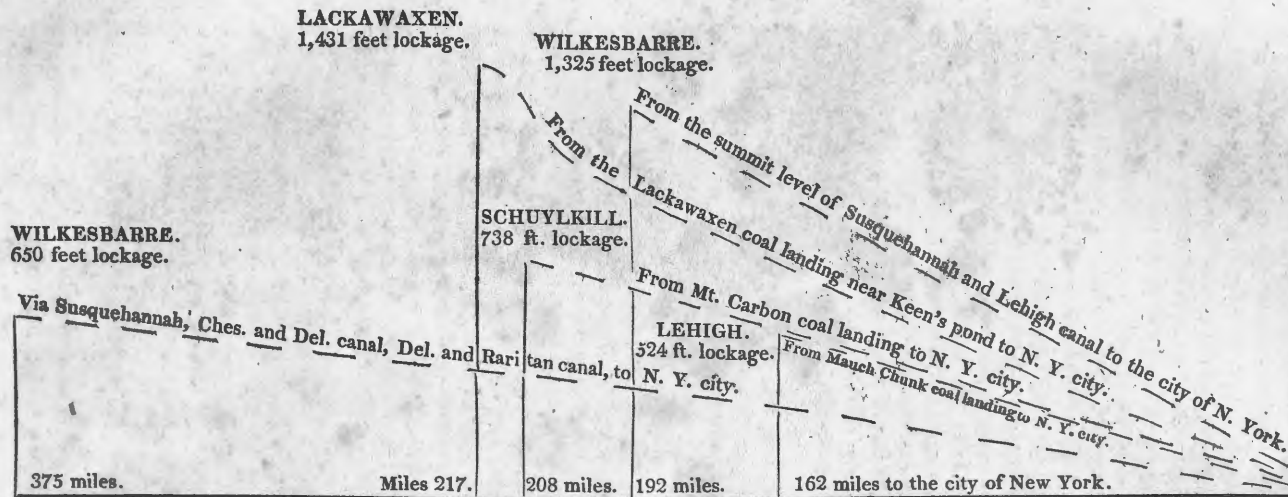 LACKAWAXEN.
1,431 feet lockage.
WILKESBARRE.
1,325 feet lockage.
From the summit level of Susquehannah and Lehigh canal to the city of N. York.
From the Lackawaxen coal landing near Keen's pond to N. Y. city.
SCHUYLKILL.
738 ft. lockage.
From Mt. Carbon coal landing to N. Y. city.
WILKESBARRE.
650 feet lockage.
Via Susquehannah, Ches. and Del. canal, Del. and Raritan canal, to N. Y. city.
LEHIGH.
524 ft. lockage.
From Mauch Chunk coal landing to N. Y. city.
375 miles.
Miles 217.
208 miles.
192 miles.
162 miles to the city of New York.